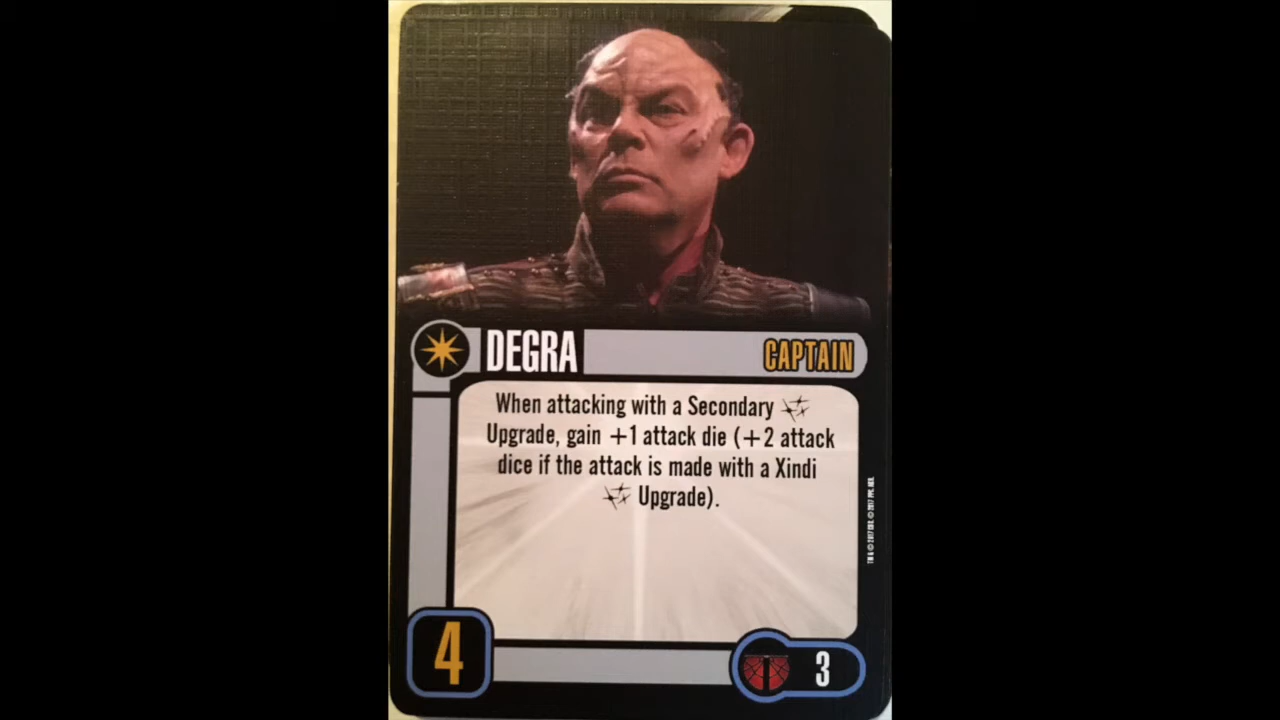 DEGRA
CAPTAIN
When attacking with a Secondary
Upgrade, gain +1 attack die (+2 attack
dice if the attack is made with a Xindi
Upgrade).
4
3